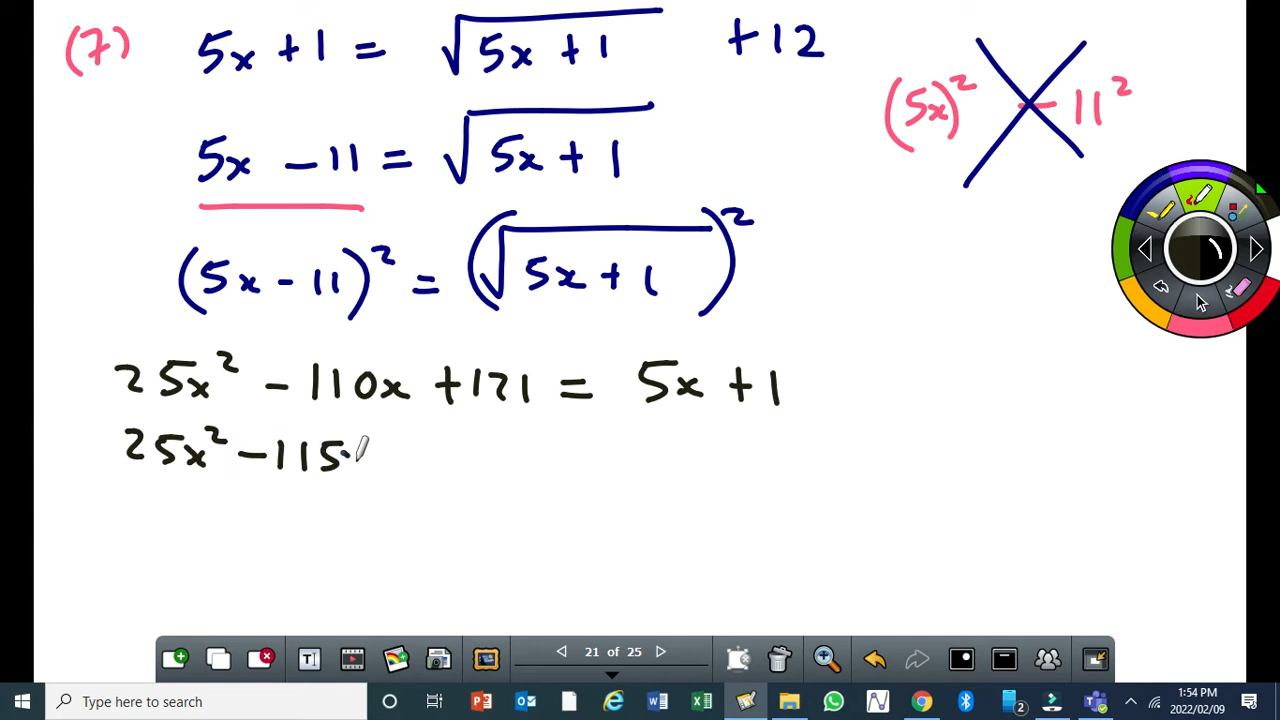 (7) 5x + 1 = √(5x + 1) + 12
(5x)² - 11²
5x - 11 = √(5x + 1)
(5x - 11)² = (√(5x + 1))²
25x² - 110x + 121 = 5x + 1
25x² - 115
21 of 25
Type here to search
2
1:54 PM
2022/02/09